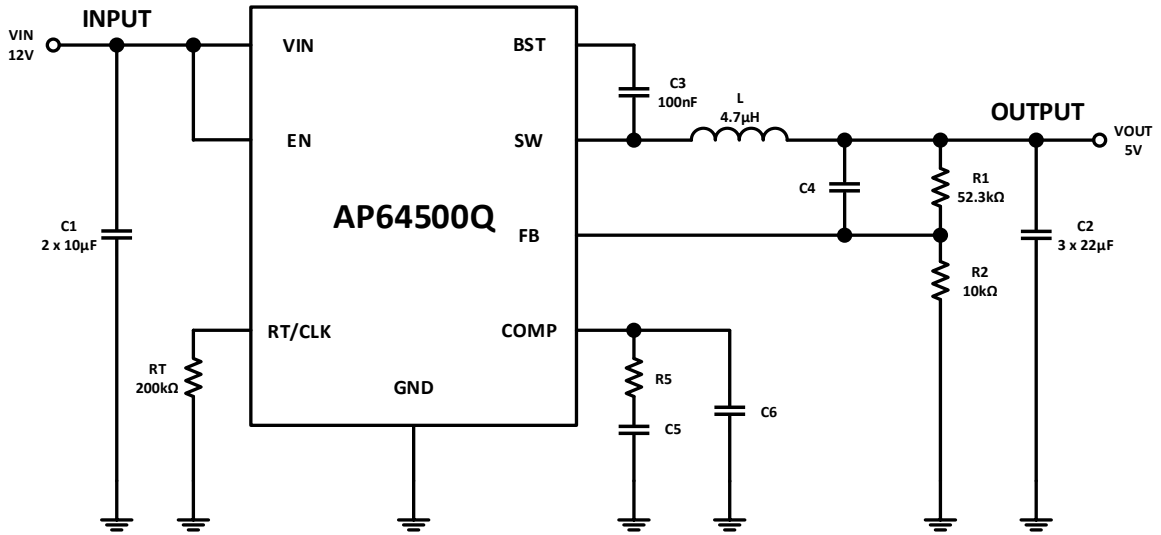 INPUT
VIN
12V
VIN
BST
C3
100nF
L
4.7µH
OUTPUT
VOUT
5V
EN
SW
C4
R1
52.3kΩ
AP64500Q
FB
C1
2 x 10µF
C2
3 x 22µF
R2
10kΩ
RT/CLK
COMP
RT
200kΩ
GND
R5
C5
C6